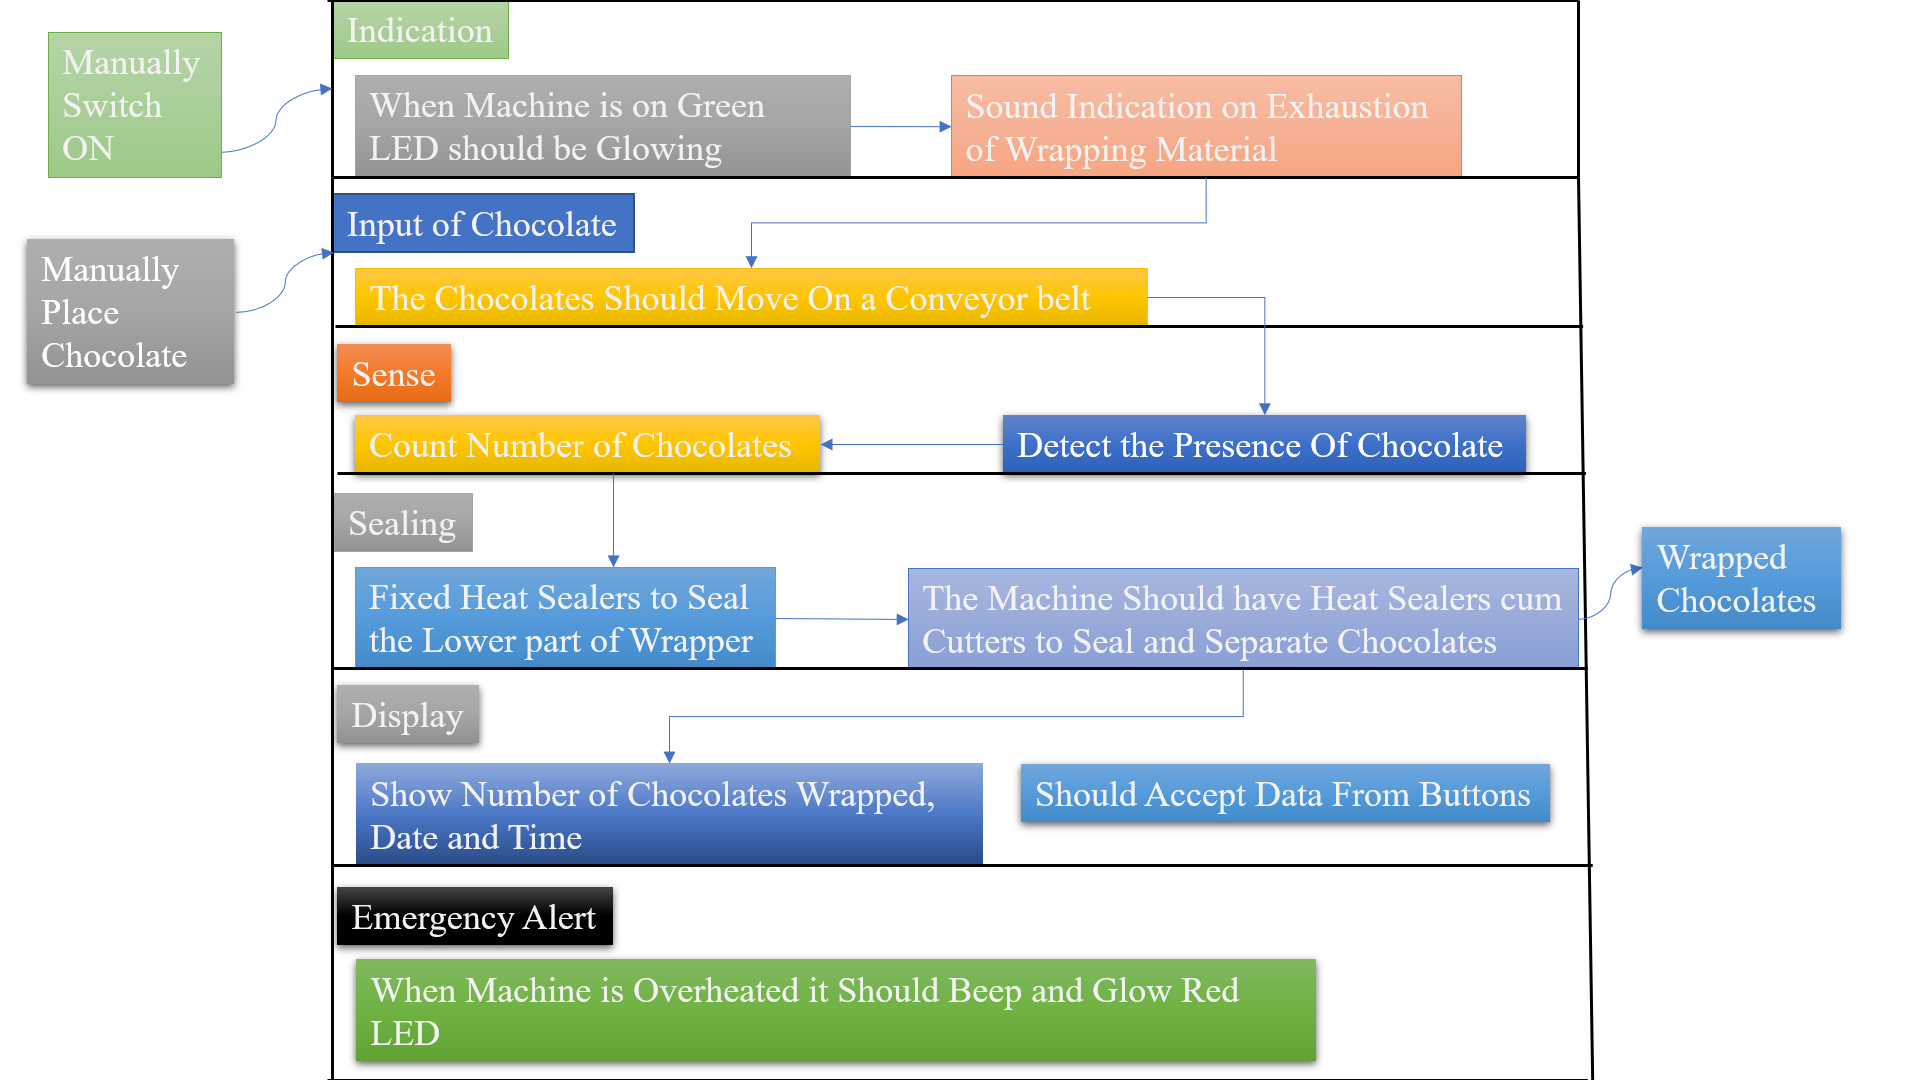 Indication
Manually
Switch
ON
When Machine is on Green
LED should be Glowing
Sound Indication on Exhaustion
of Wrapping Material
Input of Chocolate
Manually
Place
Chocolate
The Chocolates Should Move On a Conveyor belt
Sense
Count Number of Chocolates
Detect the Presence Of Chocolate
Sealing
Fixed Heat Sealers to Seal
the Lower part of Wrapper
The Machine Should have Heat Sealers cum
Cutters to Seal and Separate Chocolates
Wrapped
Chocolates
Display
Show Number of Chocolates Wrapped,
Date and Time
Should Accept Data From Buttons
Emergency Alert
When Machine is Overheated it Should Beep and Glow Red
LED